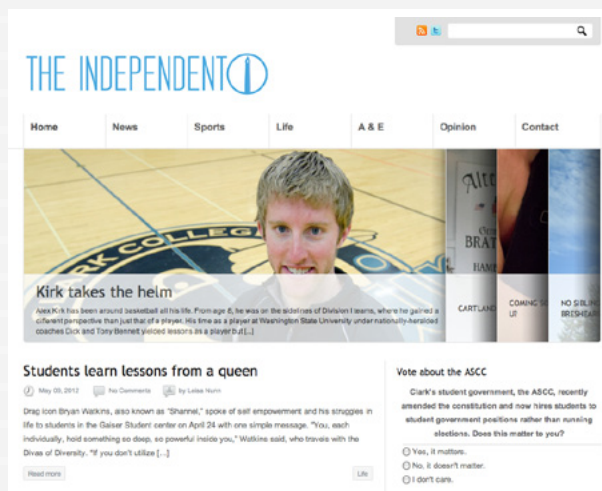 THE INDEPENDENT
Home News Sports Life A & E Opinion Contact
CLARK COLLEGE
Kirk takes the helm
Alex Kirk has been around basketball all his life. From age 6, he was on the sidelines of Division I teams, where he gained a
different perspective than just that of a player. His time as a player at Washington State University under nationally-heralded
coaches Dick and Tony Bennett yielded lessons as a player but [...]
BRAT
CARTLAND
COMING
NO SIBLING
Students learn lessons from a queen
May 09, 2012 No Comments by Nunn
Drag icon Bryan Watkins, also known as "Shannel," spoke of self empowerment and his struggles in
life to students in the Gaiser Student center on April 24 with one simple message. "You, each
individually, hold something so deep, so powerful inside you," Watkins said, who travels with the
Divas of Diversity. "If you don't utilize [...]
Read more Life
Vote about the ASCC
Clark's student government, the ASCC, recently
amended the constitution and now hires students to
student government positions rather than running
elections. Does this matter to you?
Yes, it matters.
No, it doesn't matter.
I don't care.